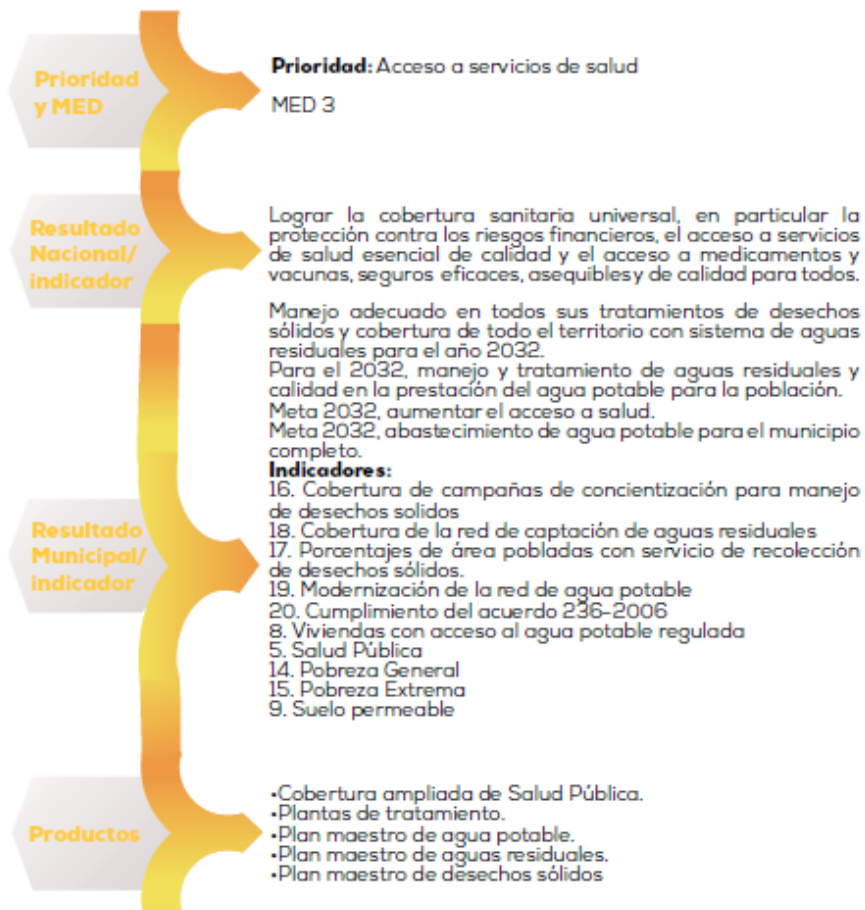 Prioridad
y MED
Prioridad: Acceso a servicios de salud
MED 3
Resultado
Nacional/
indicador
Lograr la cobertura sanitaria universal, en particular la
protección contra los riesgos financieros, el acceso a servicios
de salud esencial de calidad y el acceso a medicamentos y
vacunas, seguros eficaces, asequibles y de calidad para todos.
Resultado
Municipal/
indicador
Manejo adecuado en todos sus tratamientos de desechos
sólidos y cobertura de todo el territorio con sistema de aguas
residuales para el año 2032.
Para el 2032, manejo y tratamiento de aguas residuales y
calidad en la prestación del agua potable para la población.
Meta 2032, aumentar el acceso a salud.
Meta 2032, abastecimiento de agua potable para el municipio
completo.
Indicadores:
16. Cobertura de campañas de concientización para manejo
de desechos solidos
18. Cobertura de la red de captación de aguas residuales
17. Porcentajes de área pobladas con servicio de recolección
de desechos sólidos.
19. Modernización de la red de agua potable
20. Cumplimiento del acuerdo 236-2006
8. Viviendas con acceso al agua potable regulada
5. Salud Pública
14. Pobreza General
15. Pobreza Extrema
9. Suelo permeable
Productos
•Cobertura ampliada de Salud Pública.
•Plantas de tratamiento.
•Plan maestro de agua potable.
•Plan maestro de aguas residuales.
•Plan maestro de desechos sólidos